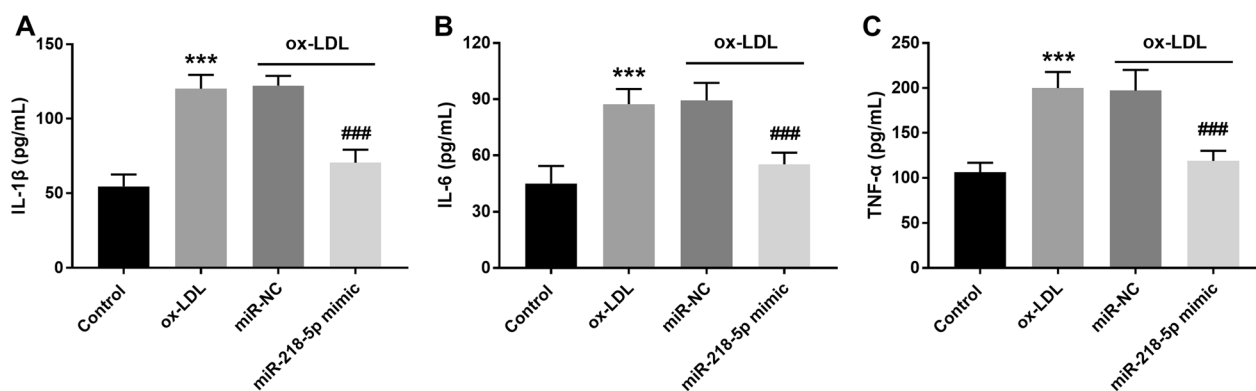 A
ox-LDL
IL-1β (pg/mL)
150
100
50
0
***
###
Control
ox-LDL
miR-NC
miR-218-5p mimic
B
ox-LDL
IL-6 (pg/mL)
120
90
60
30
0
***
###
Control
ox-LDL
miR-NC
miR-218-5p mimic
C
ox-LDL
TNF-α (pg/mL)
250
200
150
100
50
0
***
###
Control
ox-LDL
miR-NC
miR-218-5p mimic